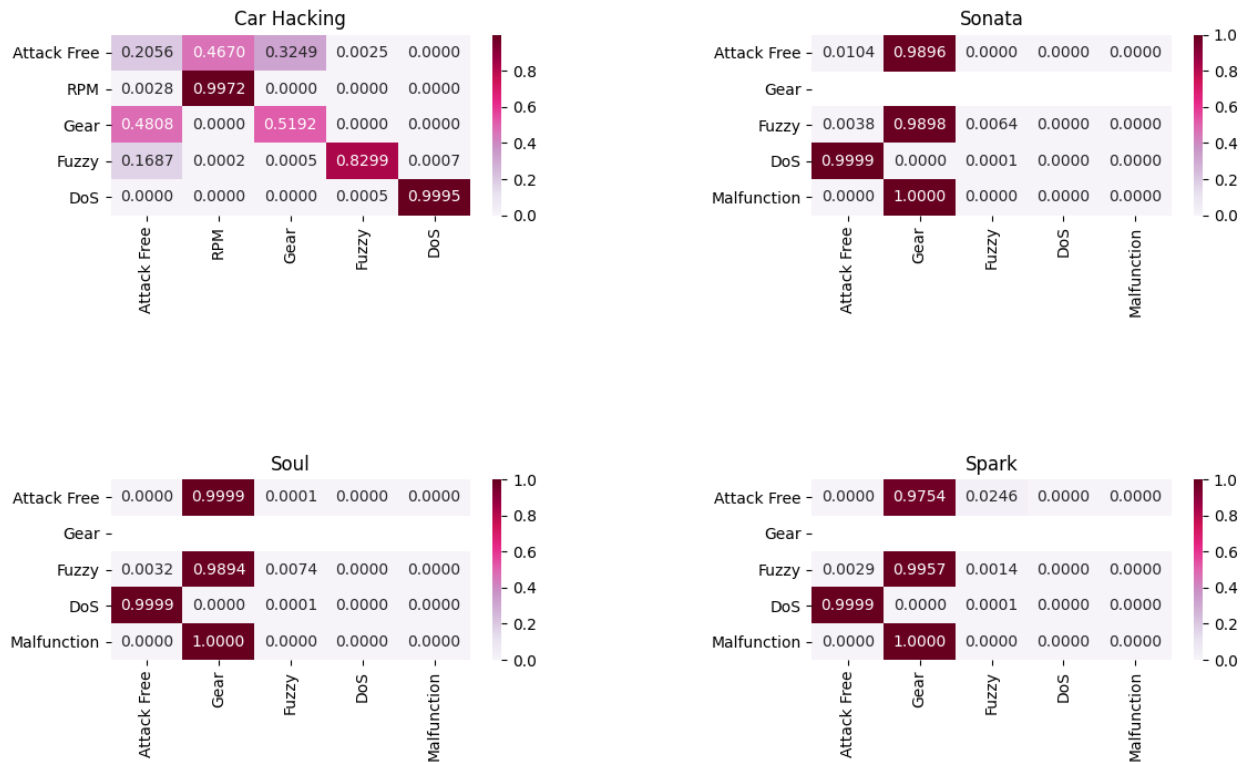 Car Hacking
Attack Free 0.2056 0.4670 0.3249 0.0025 0.0000
RPM 0.0028 0.9972 0.0000 0.0000 0.0000
Gear 0.4808 0.0000 0.5192 0.0000 0.0000
Fuzzy 0.1687 0.0002 0.0005 0.8299 0.0007
DoS 0.0000 0.0000 0.0000 0.0005 0.9995
Attack Free RPM Gear Fuzzy DoS
0.8
0.6
0.4
0.2
0.0
Sonata
Attack Free 0.0104 0.9896 0.0000 0.0000 0.0000
Gear
Fuzzy 0.0038 0.9898 0.0064 0.0000 0.0000
DoS 0.9999 0.0000 0.0001 0.0000 0.0000
Malfunction 0.0000 1.0000 0.0000 0.0000 0.0000
Attack Free Gear Fuzzy DoS Malfunction
1.0
0.8
0.6
0.4
0.2
0.0
Soul
Attack Free 0.0000 0.9999 0.0001 0.0000 0.0000
Gear
Fuzzy 0.0032 0.9894 0.0074 0.0000 0.0000
DoS 0.9999 0.0000 0.0001 0.0000 0.0000
Malfunction 0.0000 1.0000 0.0000 0.0000 0.0000
Attack Free Gear Fuzzy DoS Malfunction
1.0
0.8
0.6
0.4
0.2
0.0
Spark
Attack Free 0.0000 0.9754 0.0246 0.0000 0.0000
Gear
Fuzzy 0.0029 0.9957 0.0014 0.0000 0.0000
DoS 0.9999 0.0000 0.0001 0.0000 0.0000
Malfunction 0.0000 1.0000 0.0000 0.0000 0.0000
Attack Free Gear Fuzzy DoS Malfunction
1.0
0.8
0.6
0.4
0.2
0.0